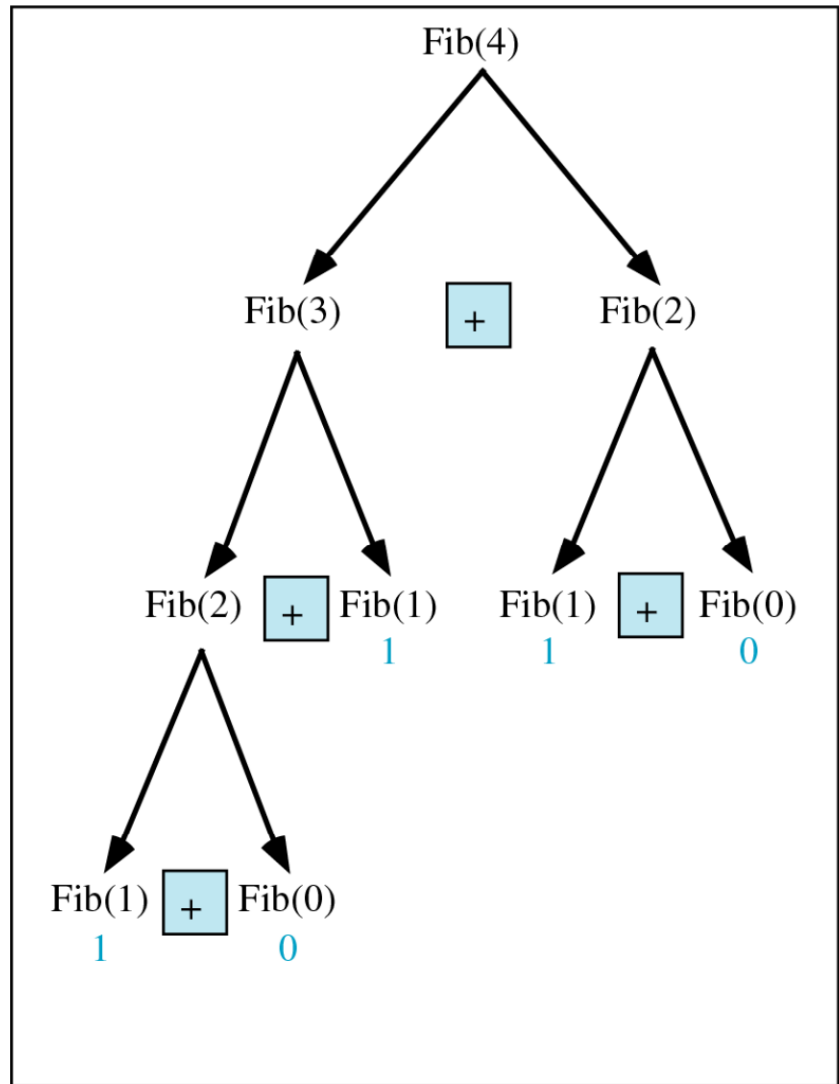 Fib(4)
Fib(3) + Fib(2)
Fib(2) + Fib(1) Fib(1) + Fib(0)
1 1 0
Fib(1) + Fib(0)
1 0